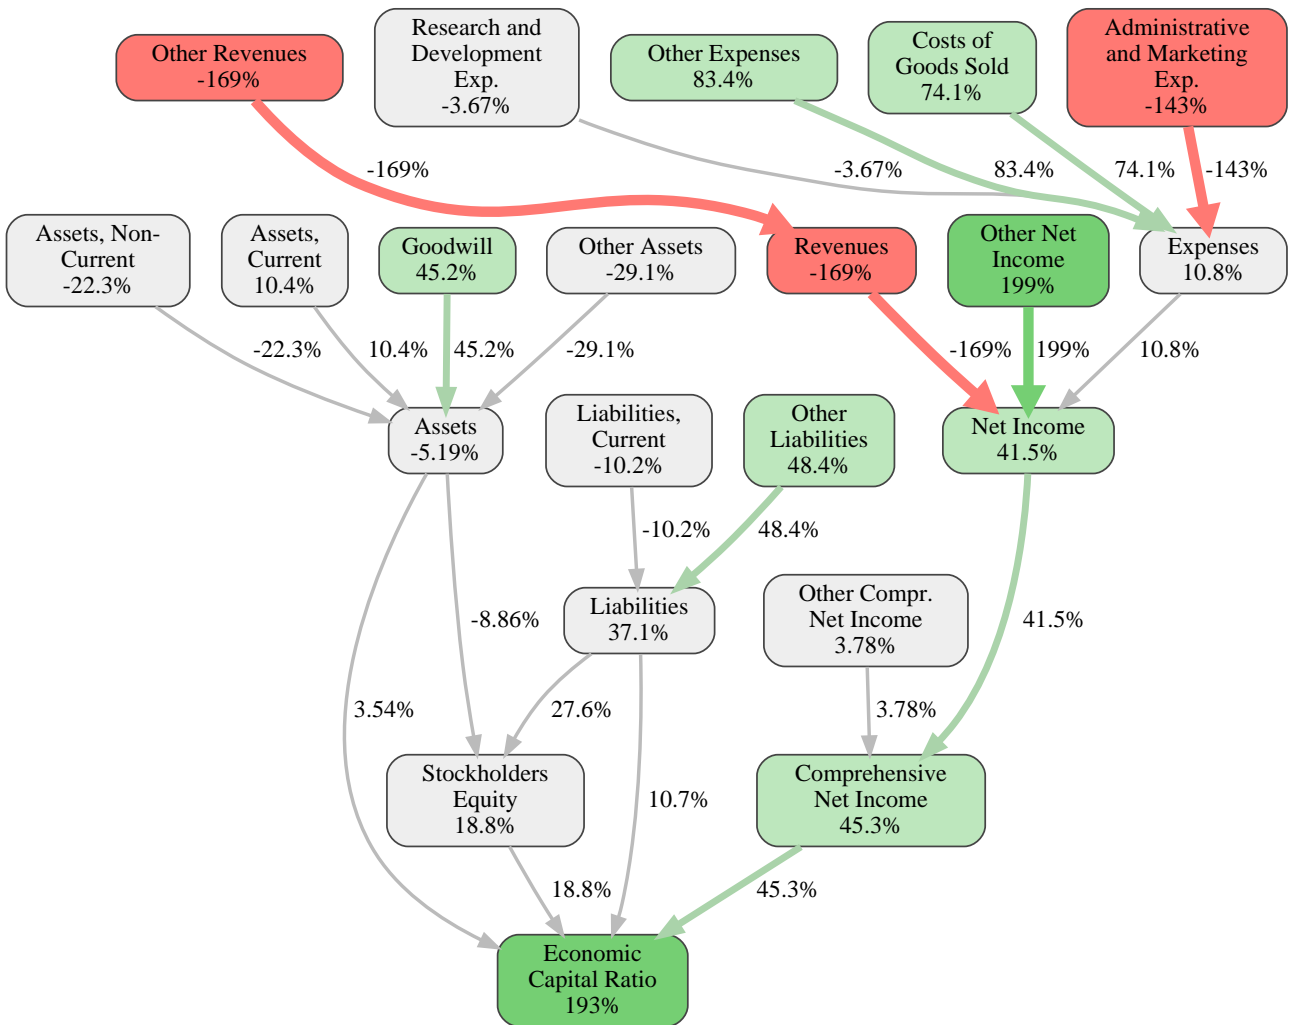 Other Revenues
-169%
Research and
Development
Exp.
-3.67%
Other Expenses
83.4%
Costs of
Goods Sold
74.1%
Administrative
and Marketing
Exp.
-143%
-169%
-3.67%
83.4%
74.1%
-143%
Assets, Non-
Current
-22.3%
Assets,
Current
10.4%
Goodwill
45.2%
Other Assets
-29.1%
Revenues
-169%
Other Net
Income
199%
Expenses
10.8%
-22.3%
10.4%
45.2%
-29.1%
-169%
199%
10.8%
Assets
-5.19%
Liabilities,
Current
-10.2%
Other
Liabilities
48.4%
Net Income
41.5%
-10.2%
48.4%
-8.86%
Liabilities
37.1%
Other Compr.
Net Income
3.78%
41.5%
3.54%
27.6%
10.7%
3.78%
Stockholders
Equity
18.8%
Comprehensive
Net Income
45.3%
18.8%
45.3%
Economic
Capital Ratio
193%